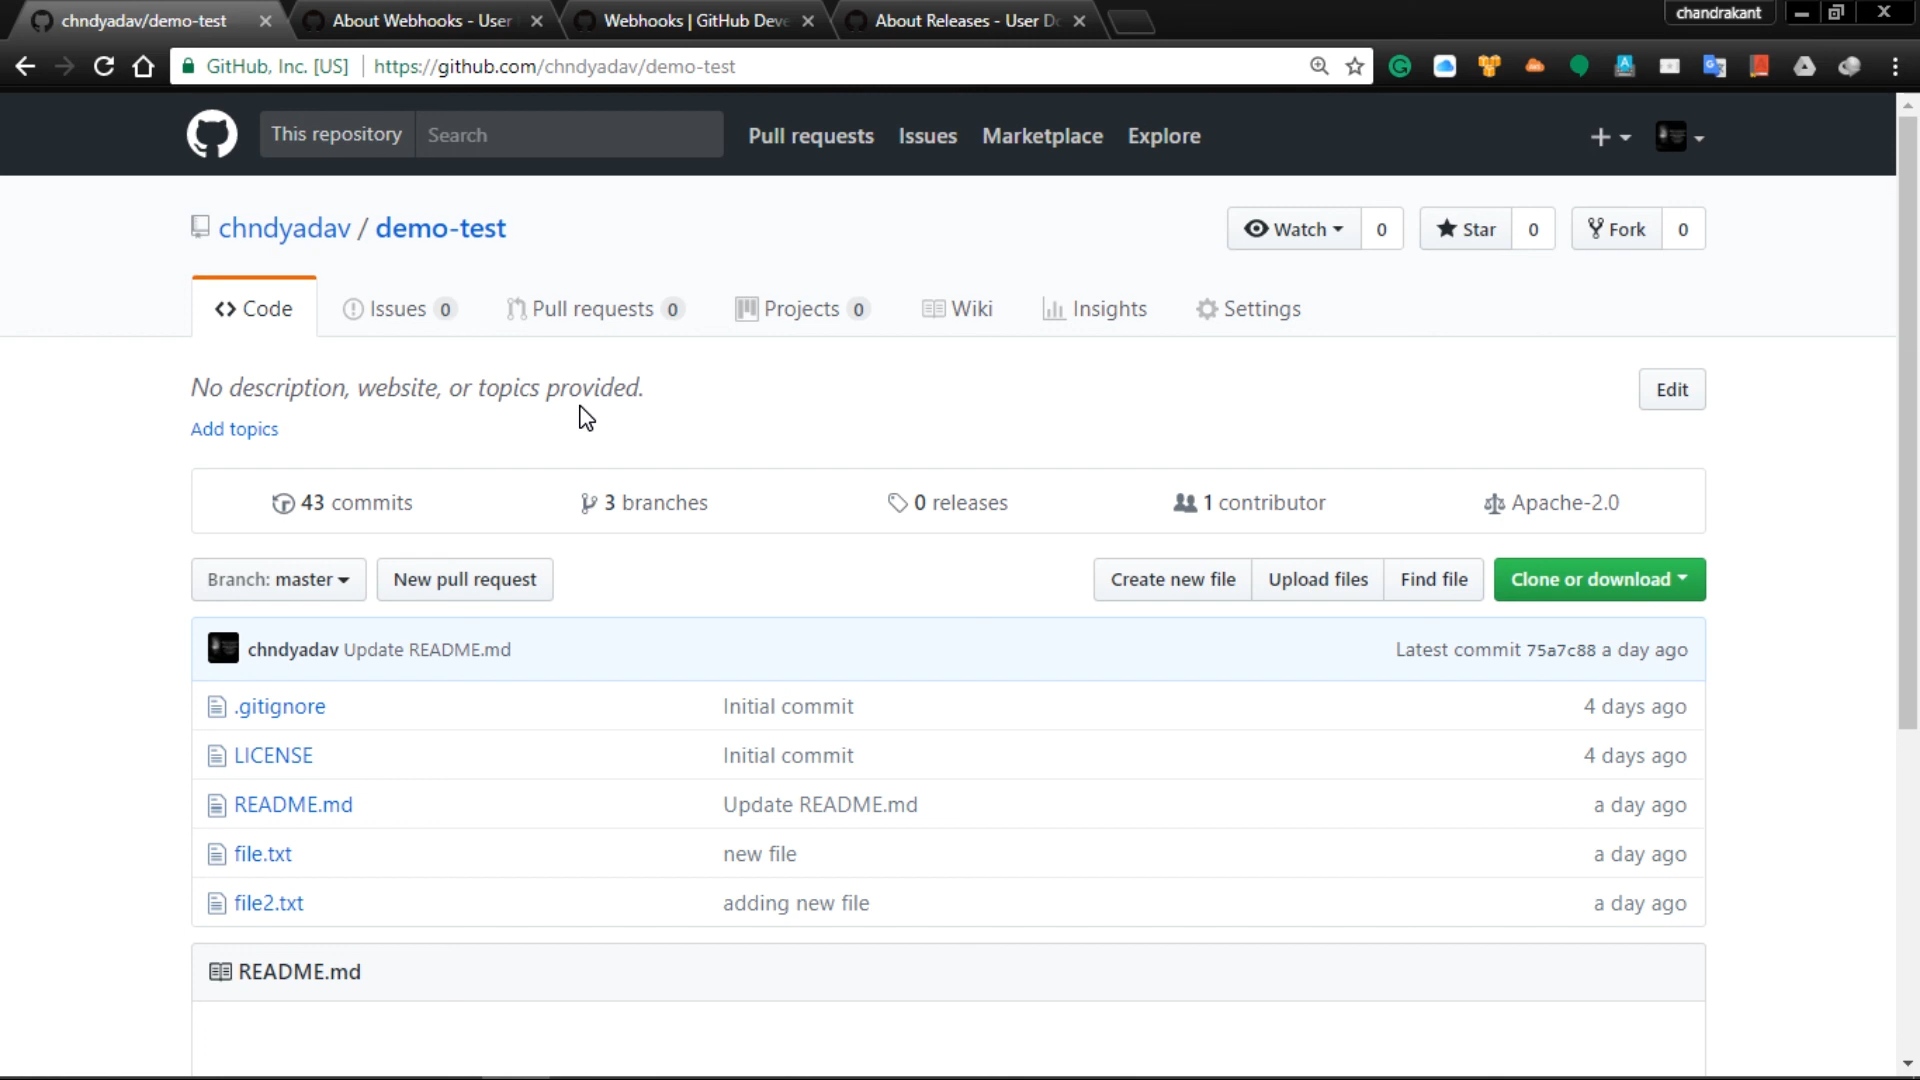 chndyadav/demo-test
About Webhooks - User
Webhooks | GitHub Deve
About Releases - User Do
chandrakant
GitHub, Inc. [US] https://github.com/chndyadav/demo-test
This repository Search Pull requests Issues Marketplace Explore
chndyadav / demo-test
Watch 0 Star 0 Fork 0
Code Issues 0 Pull requests 0 Projects 0 Wiki Insights Settings
No description, website, or topics provided. Edit
Add topics
43 commits 3 branches 0 releases 1 contributor Apache-2.0
Branch: master New pull request Create new file Upload files Find file Clone or download
chndyadav Update README.md Latest commit 75a7c88 a day ago
.gitignore Initial commit 4 days ago
LICENSE Initial commit 4 days ago
README.md Update README.md a day ago
file.txt new file a day ago
file2.txt adding new file a day ago
README.md